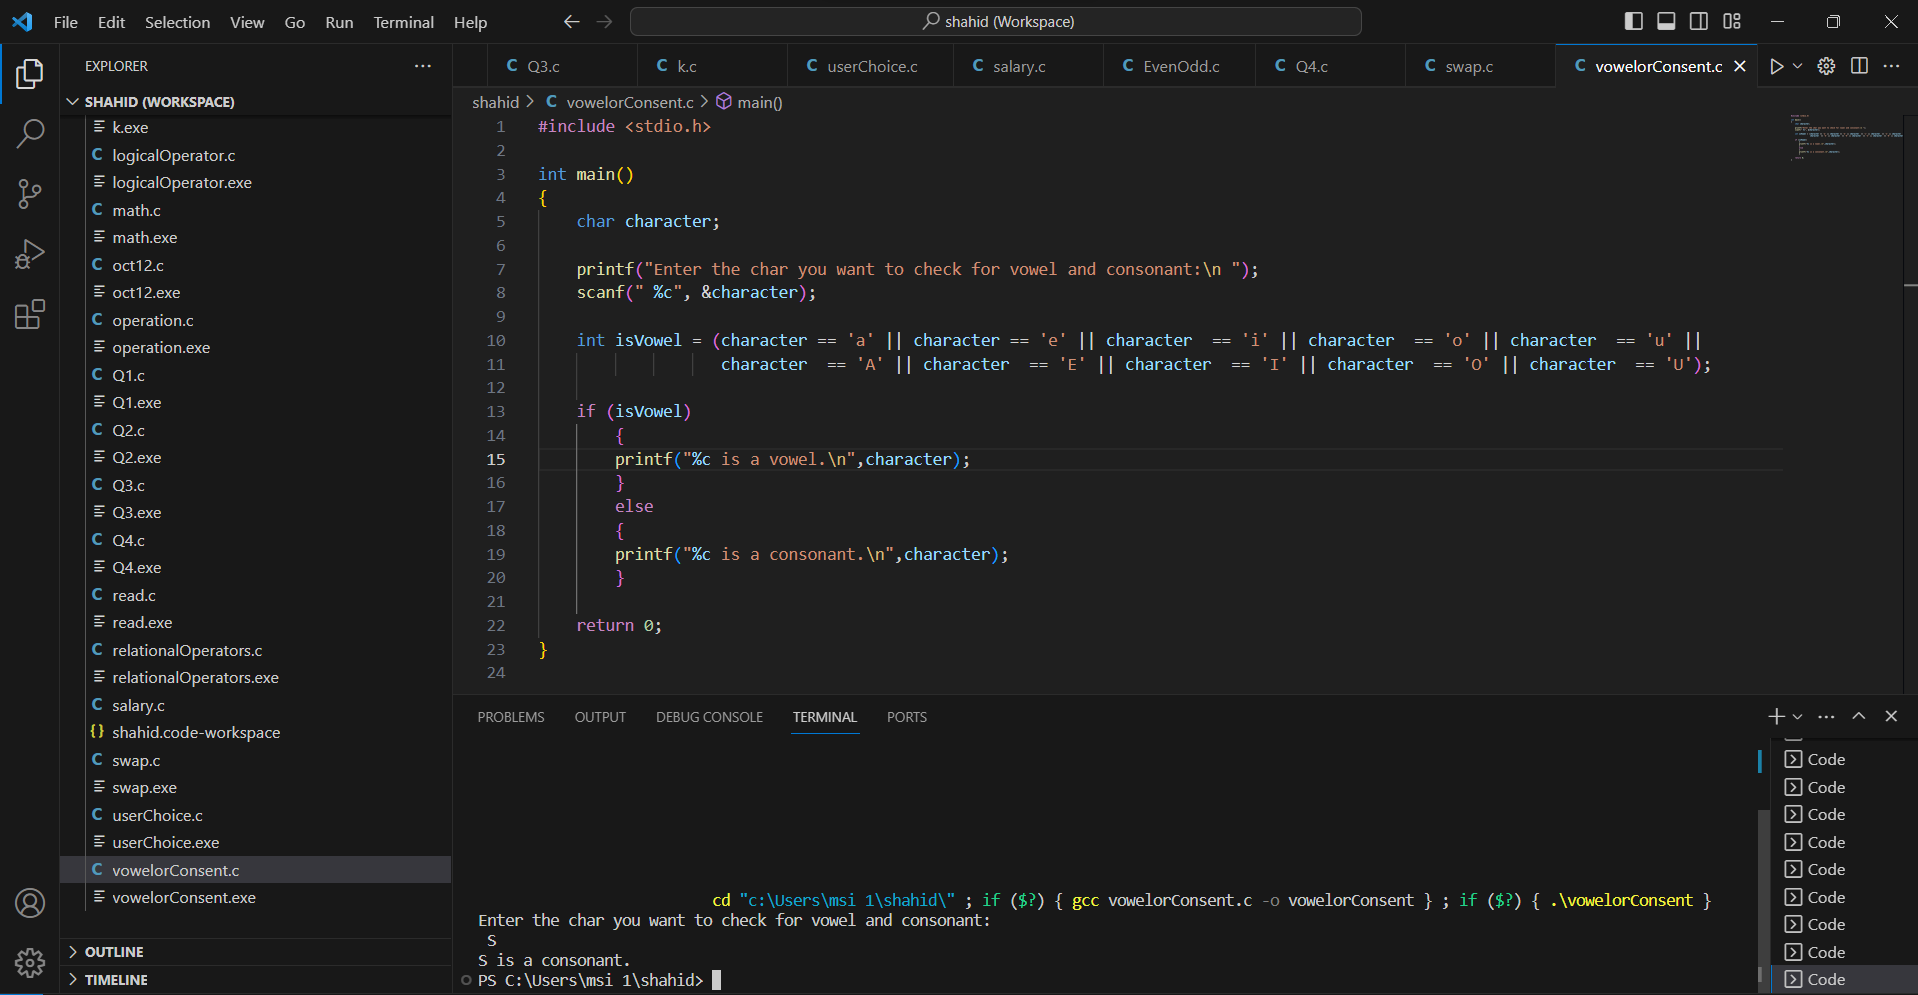 File Edit Selection View Go Run Terminal Help
shahid (Workspace)
EXPLORER
SHAHID (WORKSPACE)
k.exe
C logicalOperator.c
logicalOperator.exe
C math.c
math.exe
C oct12.c
oct12.exe
C operation.c
operation.exe
C Q1.c
Q1.exe
C Q2.c
Q2.exe
C Q3.c
Q3.exe
C Q4.c
Q4.exe
C read.c
read.exe
C relationalOperators.c
relationalOperators.exe
C salary.c
{} shahid.code-workspace
C swap.c
swap.exe
C userChoice.c
userChoice.exe
C vowelorConsent.c
vowelorConsent.exe
OUTLINE
TIMELINE
C Q3.c C k.c C userChoice.c C salary.c C EvenOdd.c C Q4.c C swap.c C vowelorConsent.c
shahid > C vowelorConsent.c > main()
1 #include <stdio.h>
2
3 int main()
4 {
5 char character;
6
7 printf("Enter the char you want to check for vowel and consonant:\n ");
8 scanf(" %c", &character);
9
10 int isVowel = (character == 'a' || character == 'e' || character  == 'i' || character  == 'o' || character  == 'u' ||
11 character  == 'A' || character  == 'E' || character  == 'I' || character  == 'O' || character  == 'U');
12
13 if (isVowel)
14 {
15 printf("%c is a vowel.\n",character);
16 }
17 else
18 {
19 printf("%c is a consonant.\n",character);
20 }
21
22 return 0;
23 }
24
PROBLEMS OUTPUT DEBUG CONSOLE TERMINAL PORTS
cd "c:\Users\msi 1\shahid\" ; if ($?) { gcc vowelorConsent.c -o vowelorConsent } ; if ($?) { .\vowelorConsent }
Enter the char you want to check for vowel and consonant:
S
S is a consonant.
PS C:\Users\msi 1\shahid>
Code
Code
Code
Code
Code
Code
Code
Code
Code